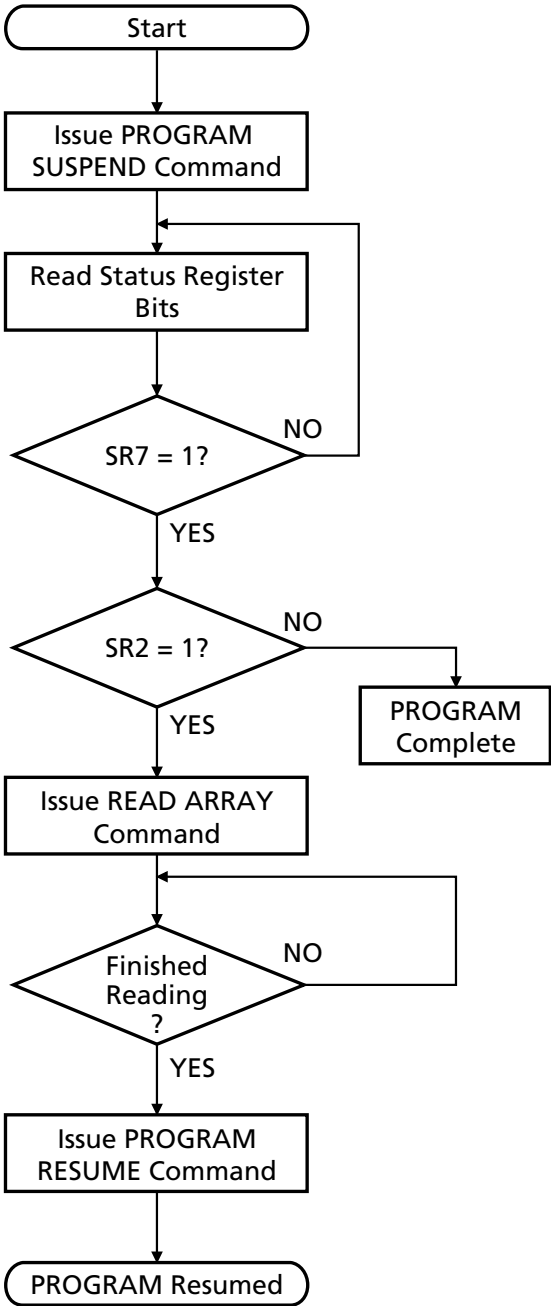 Start
Issue PROGRAM
SUSPEND Command
Read Status Register
Bits
SR7 = 1?
NO
YES
SR2 = 1?
NO
YES
PROGRAM
Complete
Issue READ ARRAY
Command
Finished
Reading
?
NO
YES
Issue PROGRAM
RESUME Command
PROGRAM Resumed